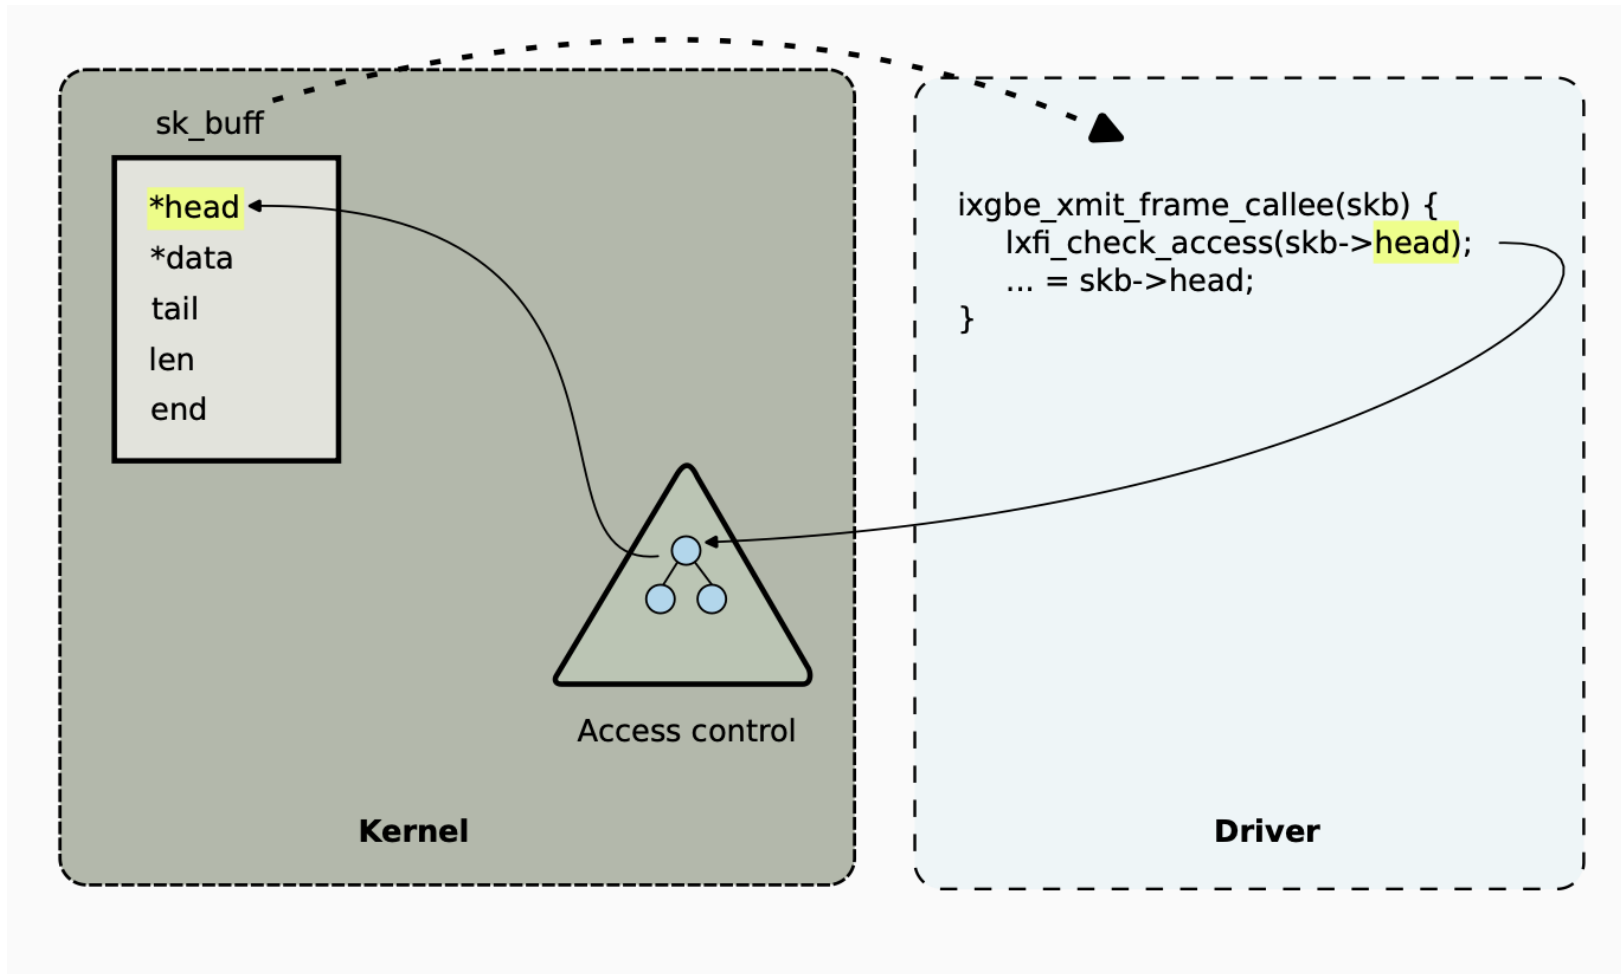 sk_buff
*head
*data
tail
len
end
Access control
Kernel
ixgbe_xmit_frame_callee(skb) {
lxfi_check_access(skb->head);
... = skb->head;
}
Driver